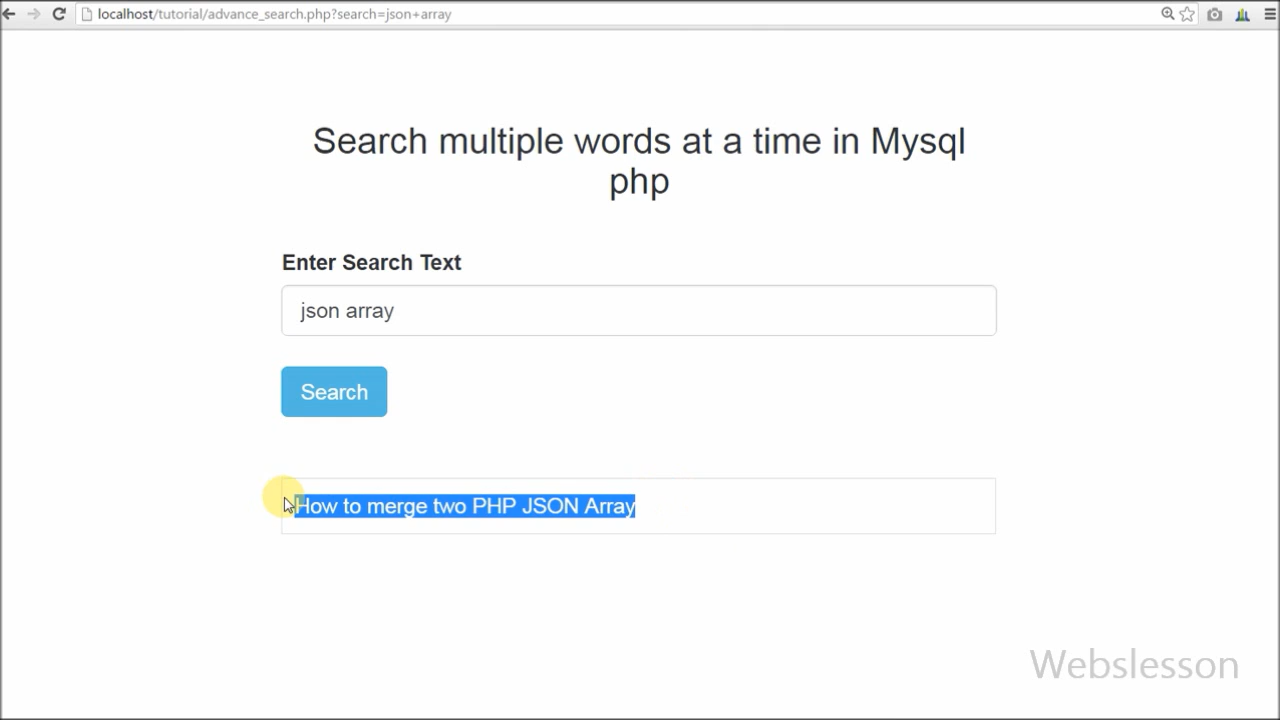 localhost/tutorial/advance_search.php?search=json+array
Search multiple words at a time in Mysql
php
Enter Search Text
json array
Search
How to merge two PHP JSON Array
Webslesson